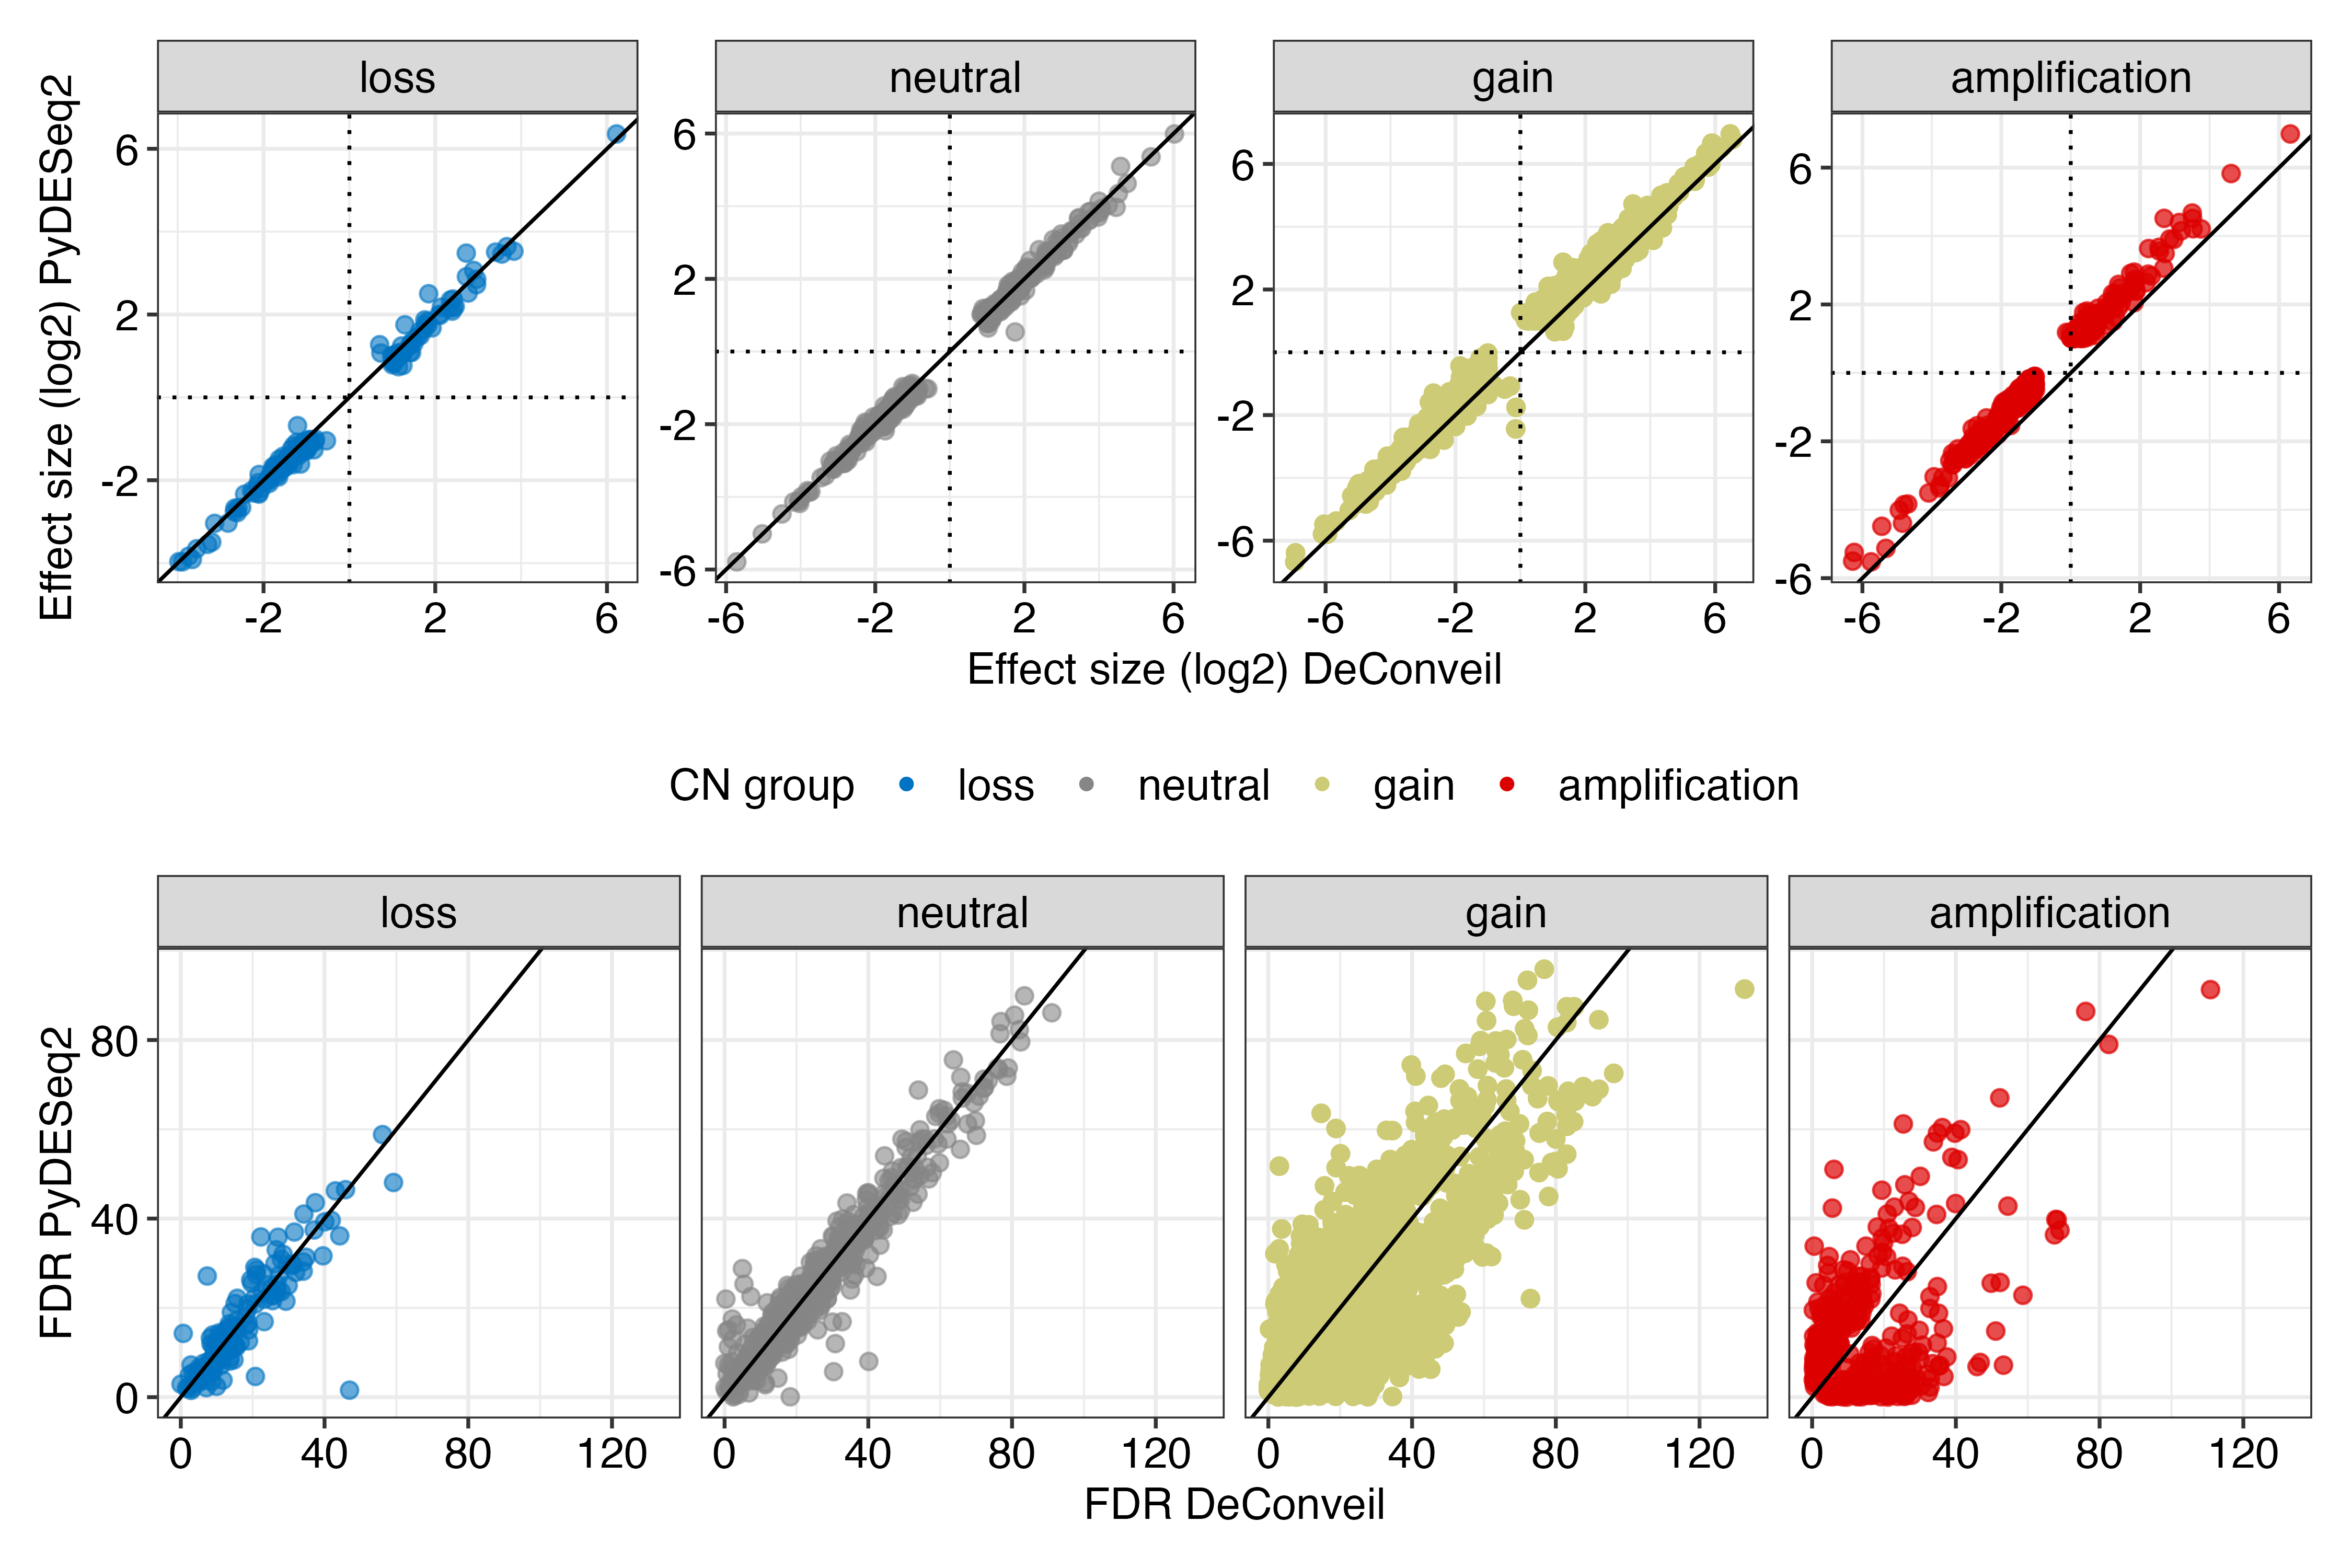 loss neutral gain amplification
Effect size (log2) PyDESeq2
6 6 6 6
2 2 2 2
-2 -2 -2 -2
-6 -6 -6
-2 2 6 -6 -2 2 6 -6 -2 2 6 -6 -2 2 6
Effect size (log2) DeConveil
CN group loss neutral gain amplification
loss neutral gain amplification
FDR PyDESeq2
80
40
0
0 40 80 120 0 40 80 120 0 40 80 120 0 40 80 120
FDR DeConveil